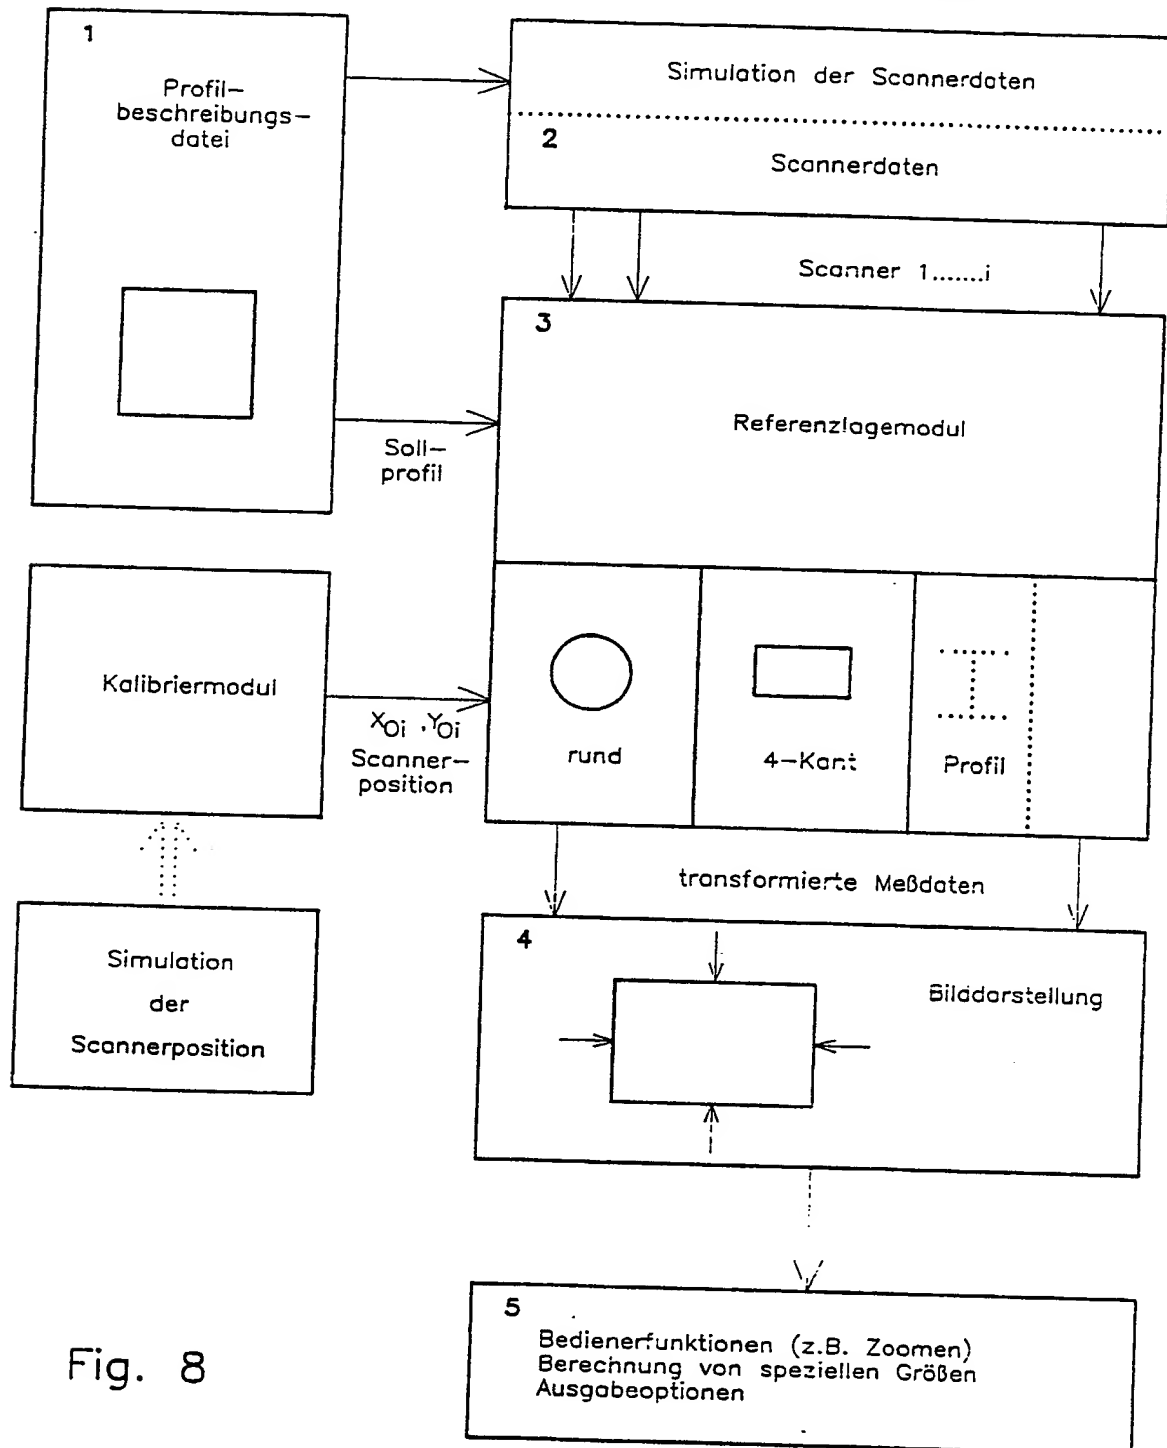 1
Profil-
beschreibungs-
datei
Simulation der Scannerdaten
2
Scannerdaten
Scanner 1.......i
3
Referenzlagemodul
Soll-
profil
Kalibriermodul
X0i ,Y0i
Scanner-
position
rund
4-Kant
Profil
transformierte Meßdaten
Simulation
der
Scannerposition
4
Bilddarstellung
5
Bedienerfunktionen (z.B. Zoomen)
Berechnung von speziellen Größen
Ausgabeoptionen
Fig. 8